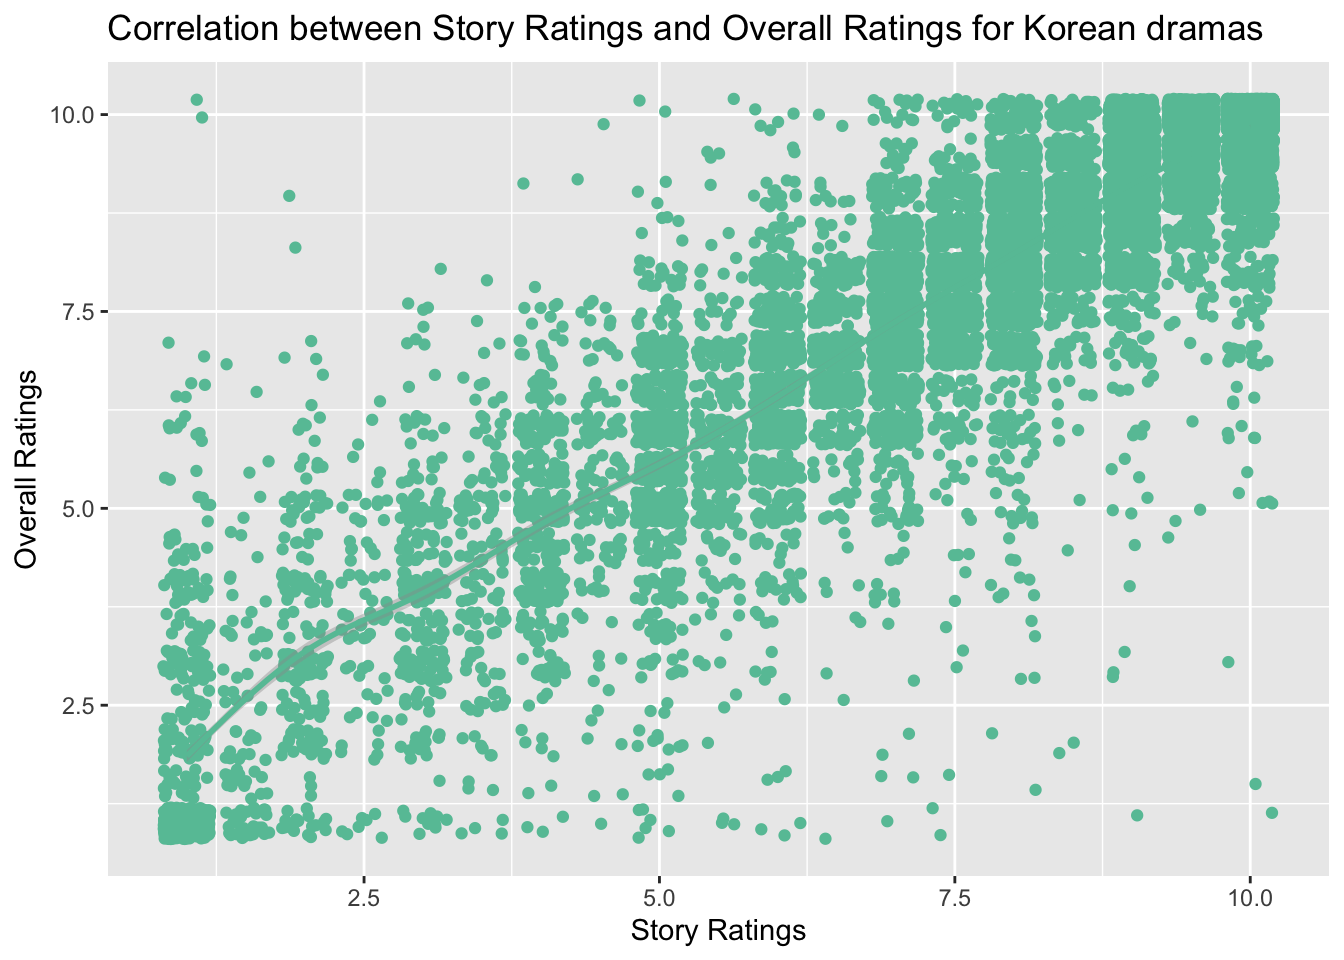 Correlation between Story Ratings and Overall Ratings for Korean dramas
10.0
7.5
5.0
2.5
Overall Ratings
2.5 5.0 7.5 10.0
Story Ratings